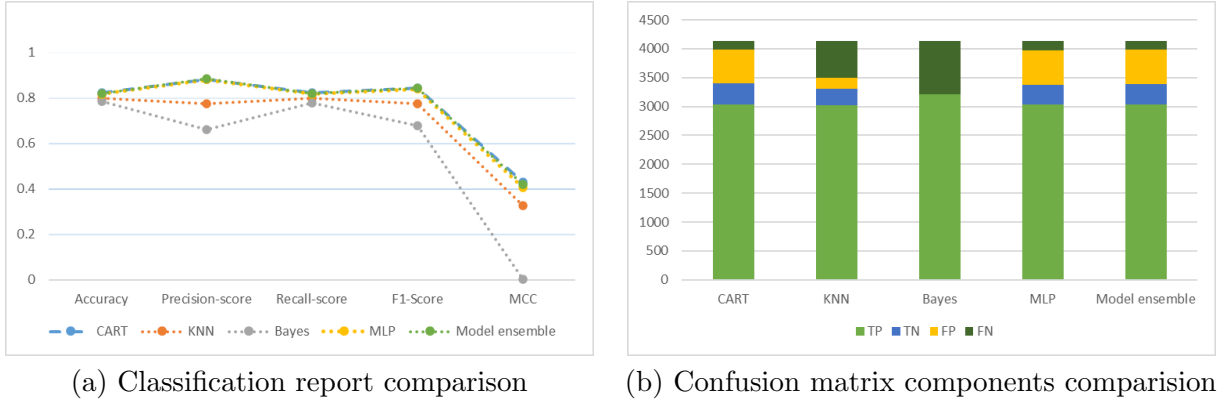 1
0.8
0.6
0.4
0.2
0
Accuracy Precision-score Recall-score F1-Score MCC
CART KNN Bayes MLP Model ensemble
(a) Classification report comparison
4500
4000
3500
3000
2500
2000
1500
1000
500
0
CART KNN Bayes MLP Model ensemble
TP TN FP FN
(b) Confusion matrix components comparision